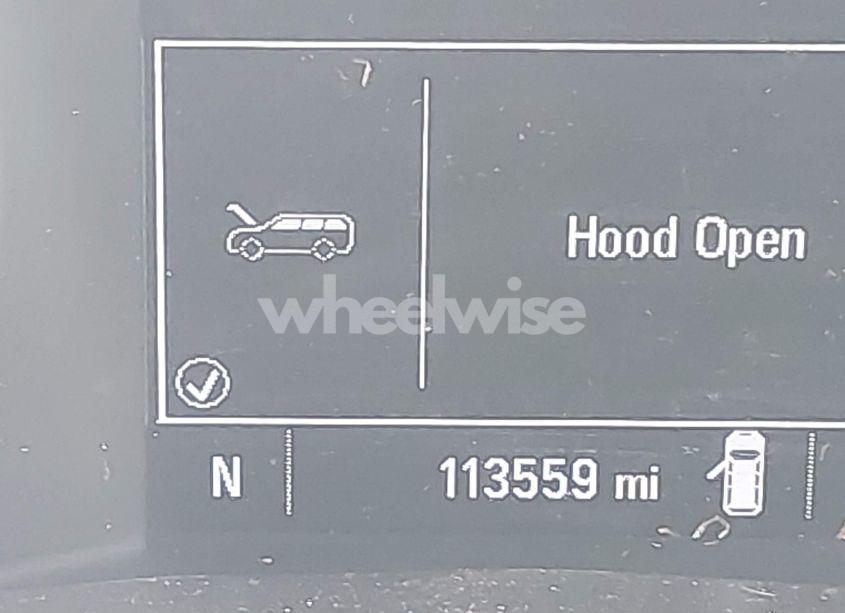 Hood Open
wheelwise
N
113559 mi